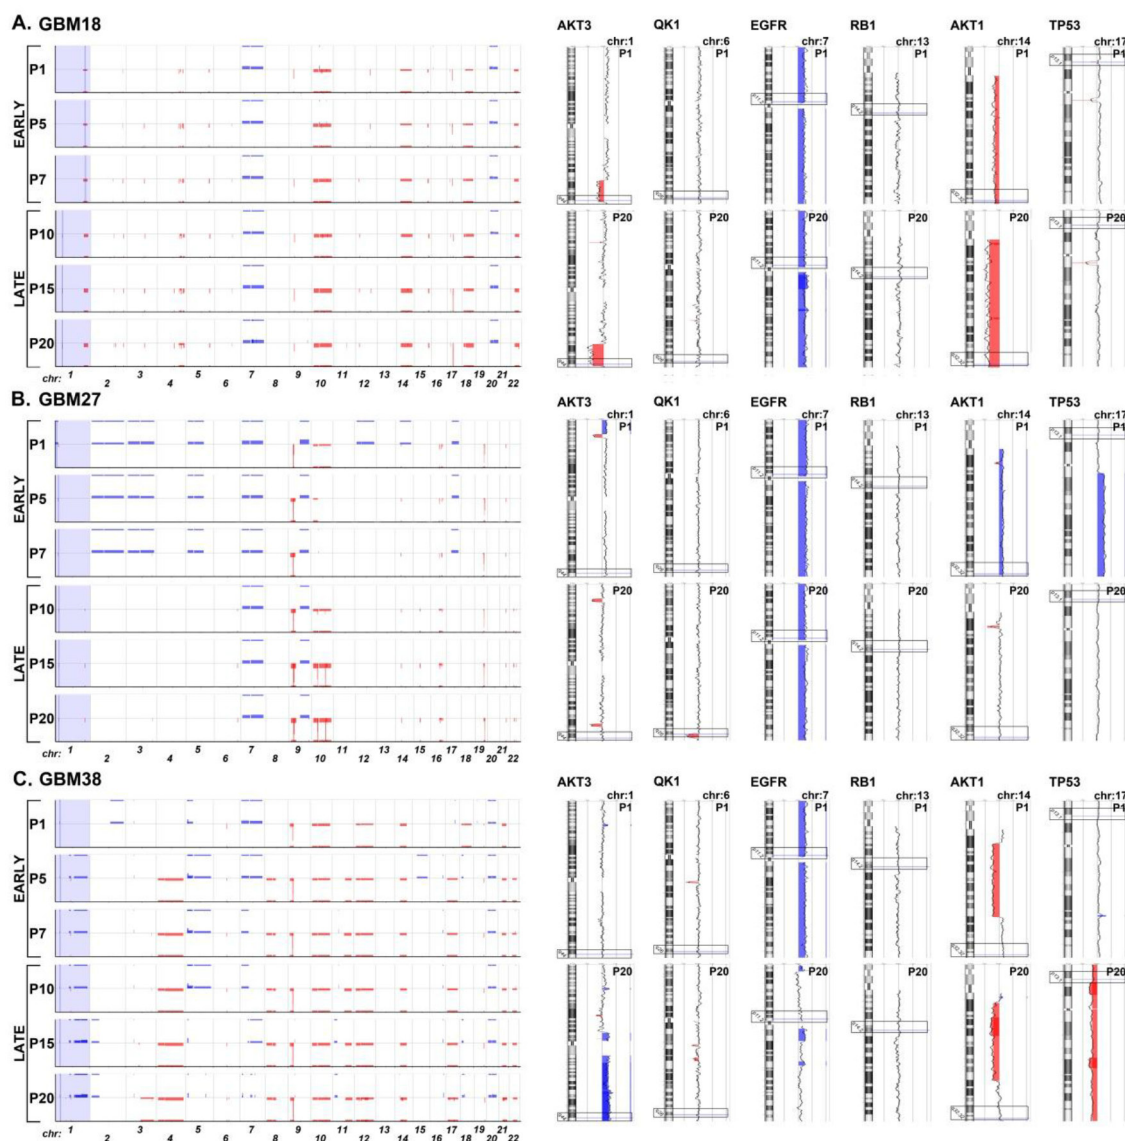 A. GBM18
AKT3 QK1 EGFR RB1 AKT1 TP53
chr:1 chr:6 chr:7 chr:13 chr:14 chr:17
P1 P1 P1 P1 P1 P1
EARLY
P1
P5
P7
LATE
P10
P15
P20
P20 P20 P20 P20 P20 P20
chr: 1 2 3 4 5 6 7 8 9 10 11 12 13 14 15 16 17 18 19 20 21 22
B. GBM27
AKT3 QK1 EGFR RB1 AKT1 TP53
chr:1 chr:6 chr:7 chr:13 chr:14 chr:17
P1 P1 P1 P1 P1 P1
EARLY
P1
P5
P7
LATE
P10
P15
P20
P20 P20 P20 P20 P20 P20
chr: 1 2 3 4 5 6 7 8 9 10 11 12 13 14 15 16 17 18 19 20 21 22
C. GBM38
AKT3 QK1 EGFR RB1 AKT1 TP53
chr:1 chr:6 chr:7 chr:13 chr:14 chr:17
P1 P1 P1 P1 P1 P1
EARLY
P1
P5
P7
LATE
P10
P15
P20
P20 P20 P20 P20 P20 P20
chr: 1 2 3 4 5 6 7 8 9 10 11 12 13 14 15 16 17 18 19 20 21 22